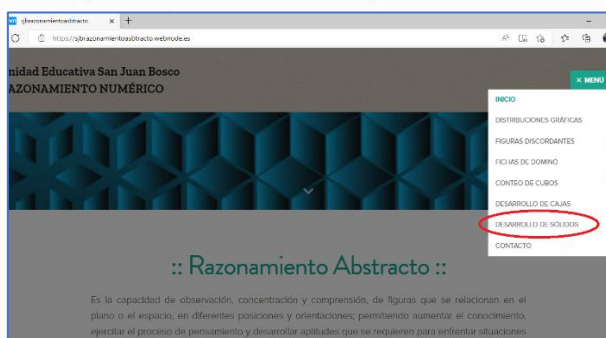 sjbrazonamientoasbtracto
https://sjbrazonamientoasbtracto.webnode.es
nidad Educativa San Juan Bosco
AZONAMIENTO NUMÉRICO
× MENÚ
INICIO
DISTRIBUCIONES GRÁFICAS
FIGURAS DISCORDANTES
FICHAS DE DOMINÓ
CONTEO DE CUBOS
DESARROLLO DE CAJAS
DESARROLLO DE SÓLIDOS
CONTACTO
:: Razonamiento Abstracto ::
Es la capacidad de observación, concentración y comprensión, de figuras que se relacionan en el
plano o el espacio, en diferentes posiciones y orientaciones; permitiendo aumentar el conocimiento,
ejercitar el proceso de pensamiento y desarrollar aptitudes que se requieren para enfrentar situaciones